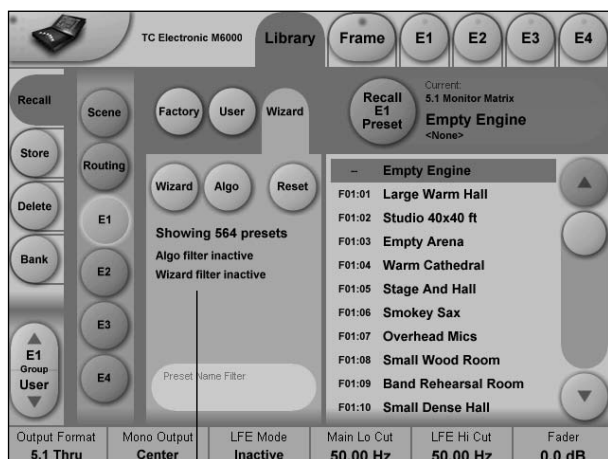 TC Electronic M6000
Library
Frame
E1
E2
E3
E4
Recall
Store
Delete
Bank
E1
Group
User
Scene
Routing
E1
E2
E3
E4
Factory
User
Wizard
Recall
E1
Preset
Current:
5.1 Monitor Matrix
Empty Engine
<None>
Wizard
Algo
Reset
Showing 564 presets
Algo filter inactive
Wizard filter inactive
Preset Name Filter
– Empty Engine
F01:01 Large Warm Hall
F01:02 Studio 40x40 ft
F01:03 Empty Arena
F01:04 Warm Cathedral
F01:05 Stage And Hall
F01:06 Smokey Sax
F01:07 Overhead Mics
F01:08 Small Wood Room
F01:09 Band Rehearsal Room
F01:10 Small Dense Hall
Output Format
5.1 Thru
Mono Output
Center
LFE Mode
Inactive
Main Lo Cut
50.00 Hz
LFE Hi Cut
50.00 Hz
Fader
0.0 dB